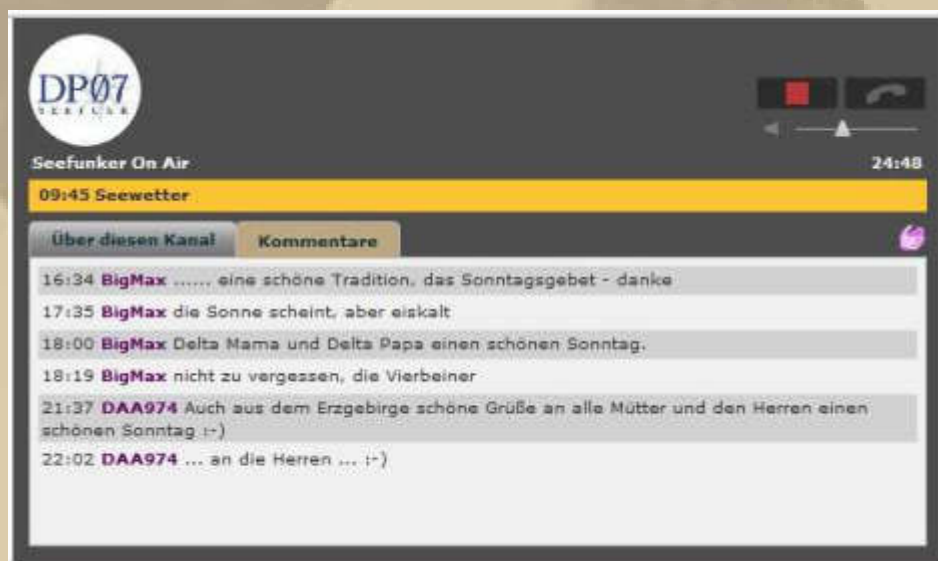 DP07
SEEFUNK
Seefunker On Air
24:48
09:45 Seewetter
Über diesen Kanal
Kommentare
16:34 BigMax ...... eine schöne Tradition, das Sonntagsgebet - danke
17:35 BigMax die Sonne scheint, aber eiskalt
18:00 BigMax Delta Mama und Delta Papa einen schönen Sonntag.
18:19 BigMax nicht zu vergessen, die Vierbeiner
21:37 DAA974 Auch aus dem Erzgebirge schöne Grüße an alle Mütter und den Herren einen
schönen Sonntag :-)
22:02 DAA974 ... an die Herren ... :-)